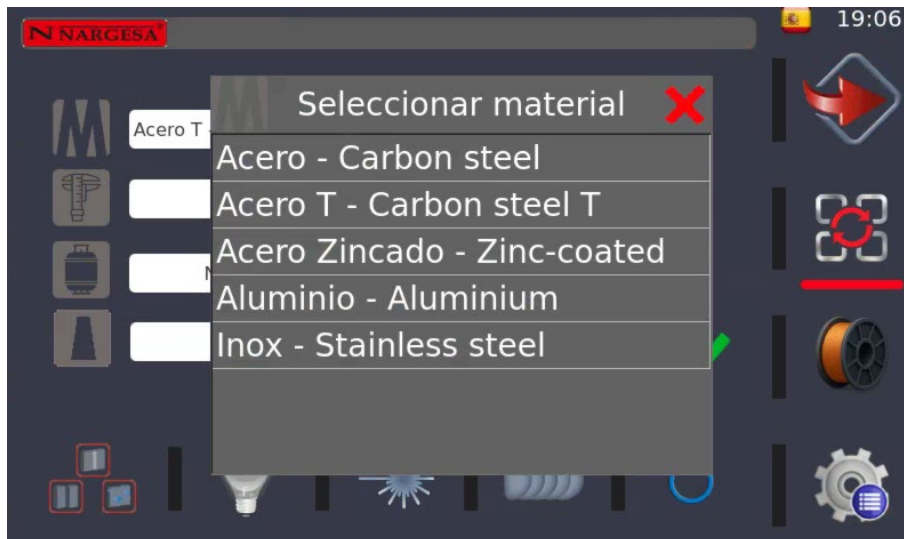 NARGESA
19:06
Seleccionar material
Acero T
Acero - Carbon steel
Acero T - Carbon steel T
Acero Zincado - Zinc-coated
Aluminio - Aluminium
Inox - Stainless steel